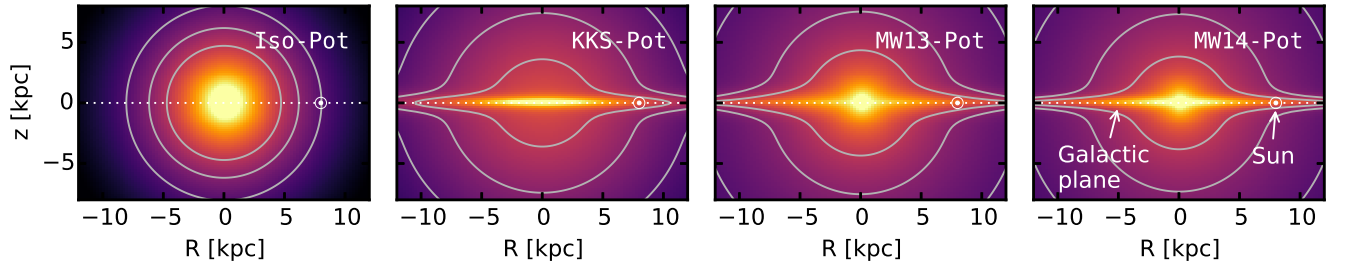 Iso-Pot KKS-Pot MW13-Pot MW14-Pot
5
0
−5
z [kpc]
Galactic
plane
Sun
−10 −5 0 5 10 −10 −5 0 5 10 −10 −5 0 5 10 −10 −5 0 5 10
R [kpc] R [kpc] R [kpc] R [kpc]